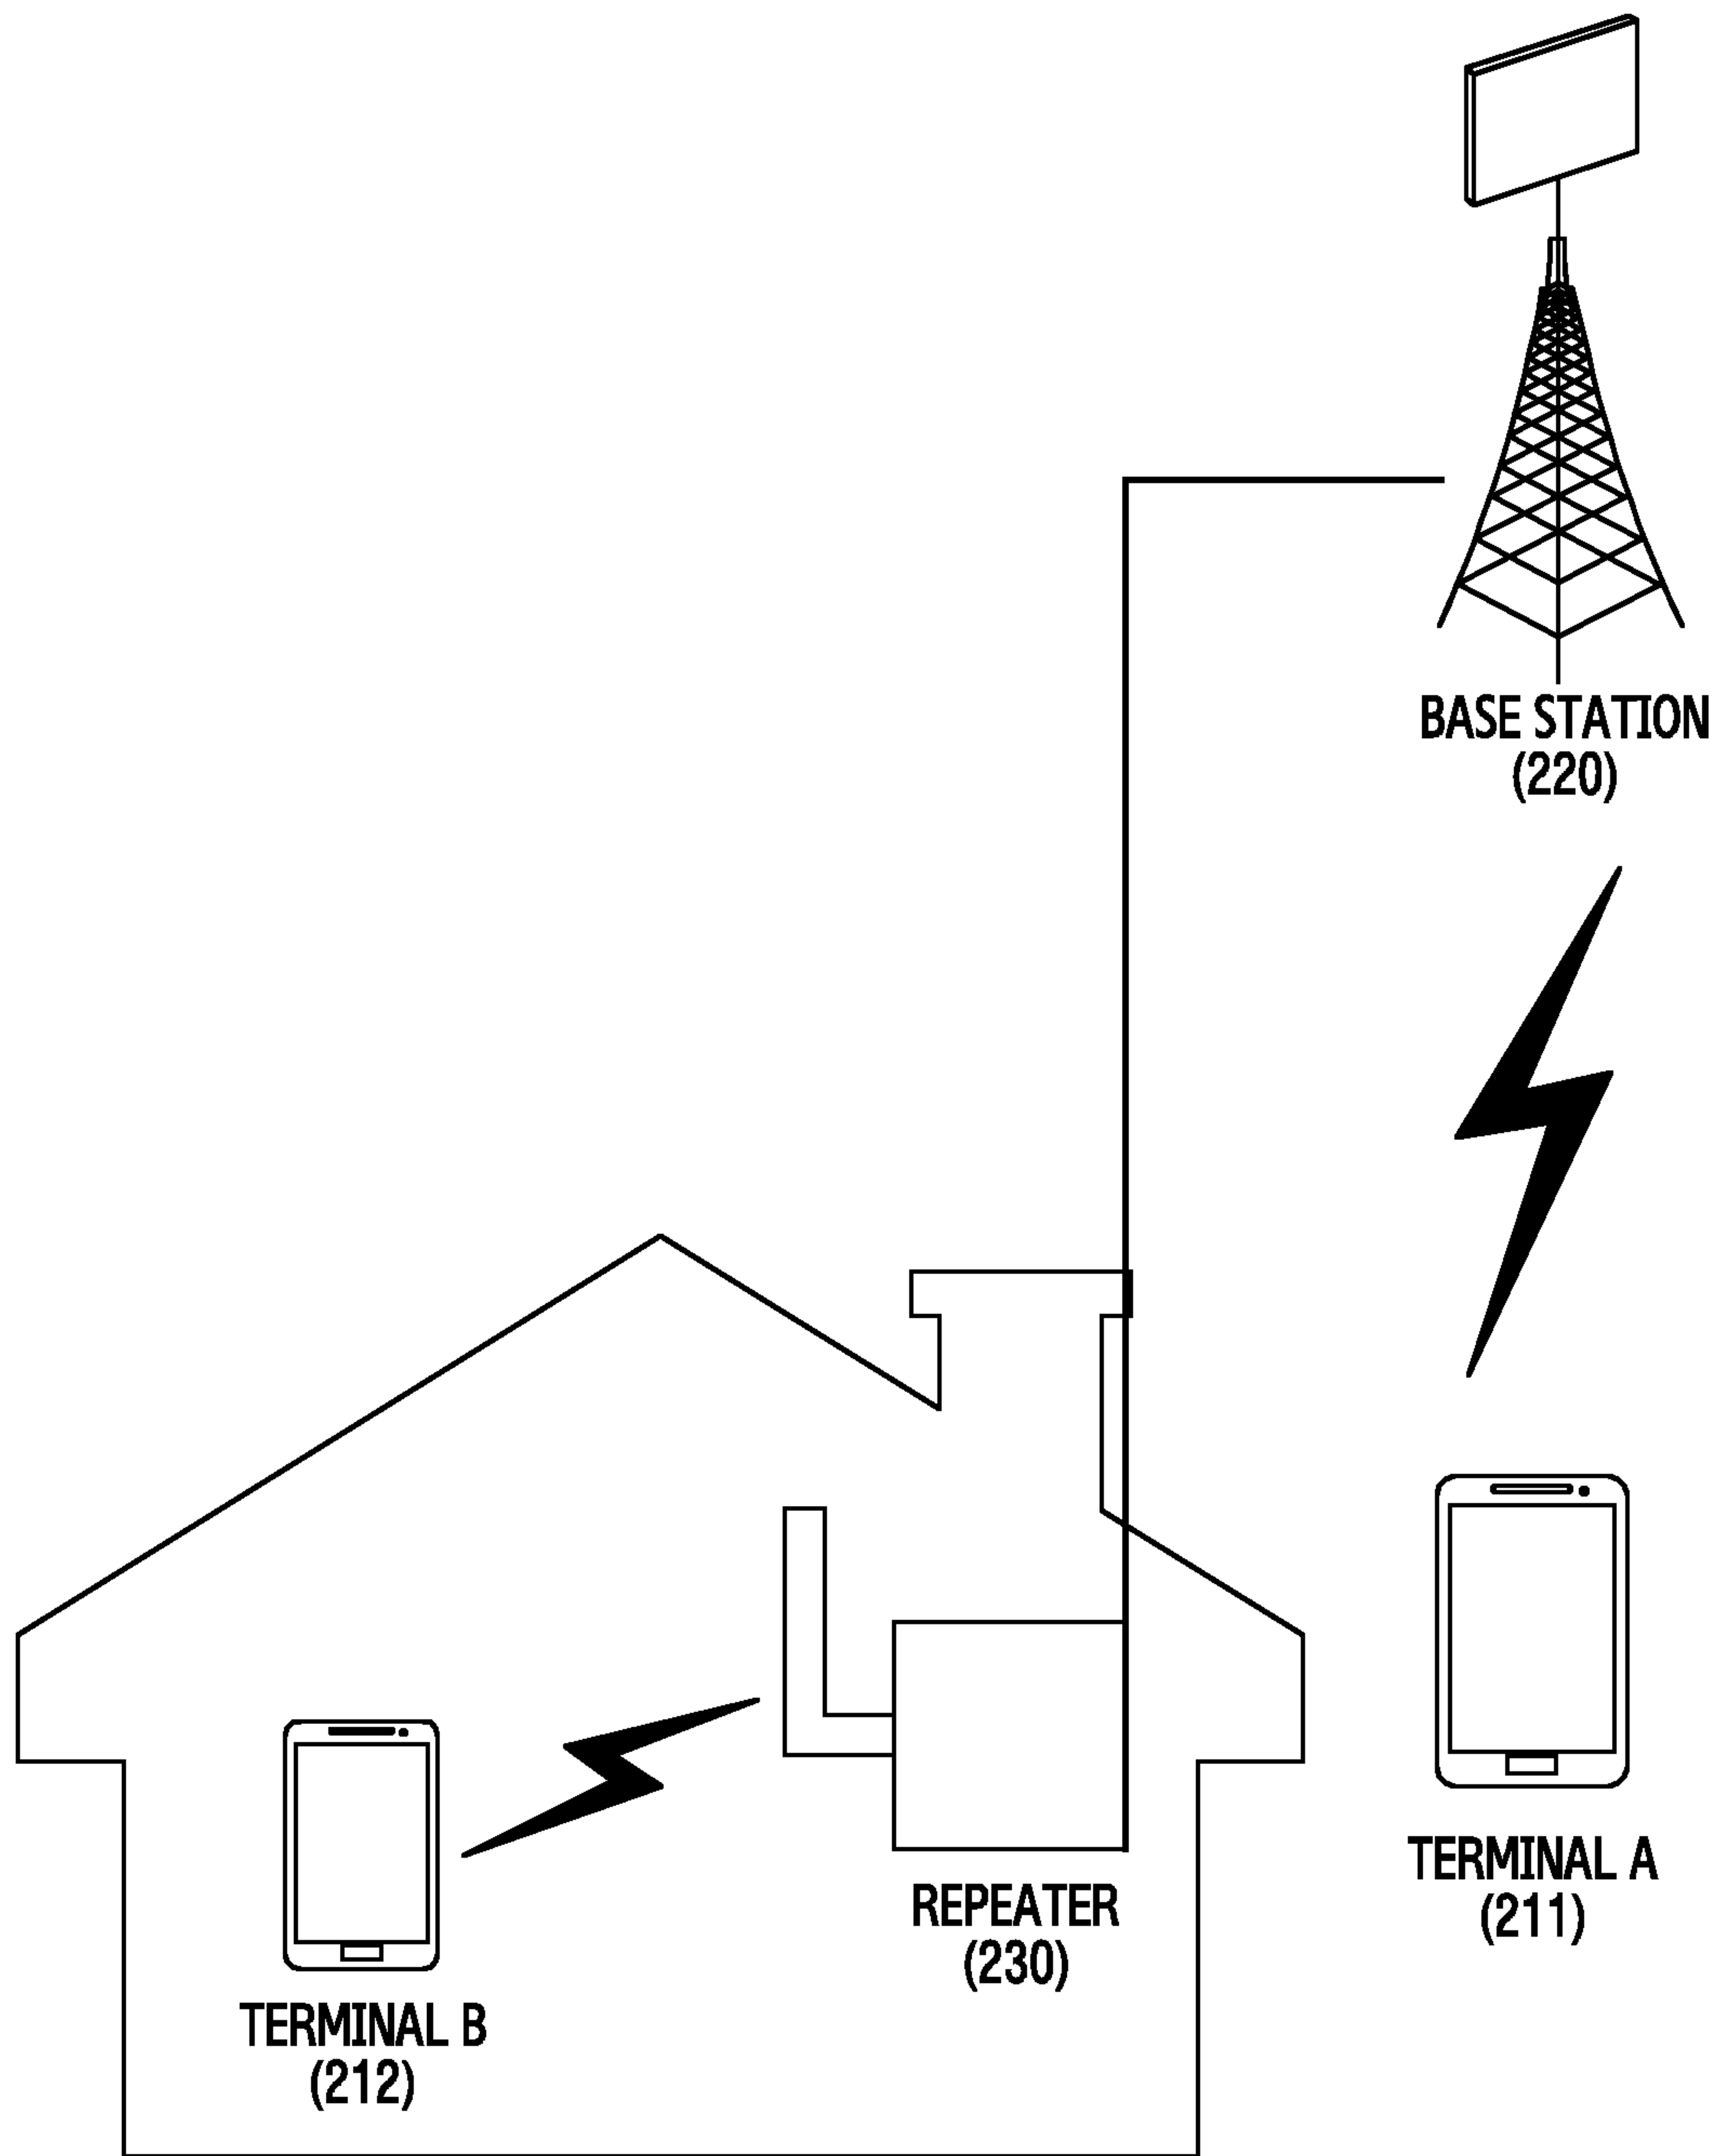 BASE STATION
(220)
TERMINAL A
(211)
REPEATER
(230)
TERMINAL B
(212)